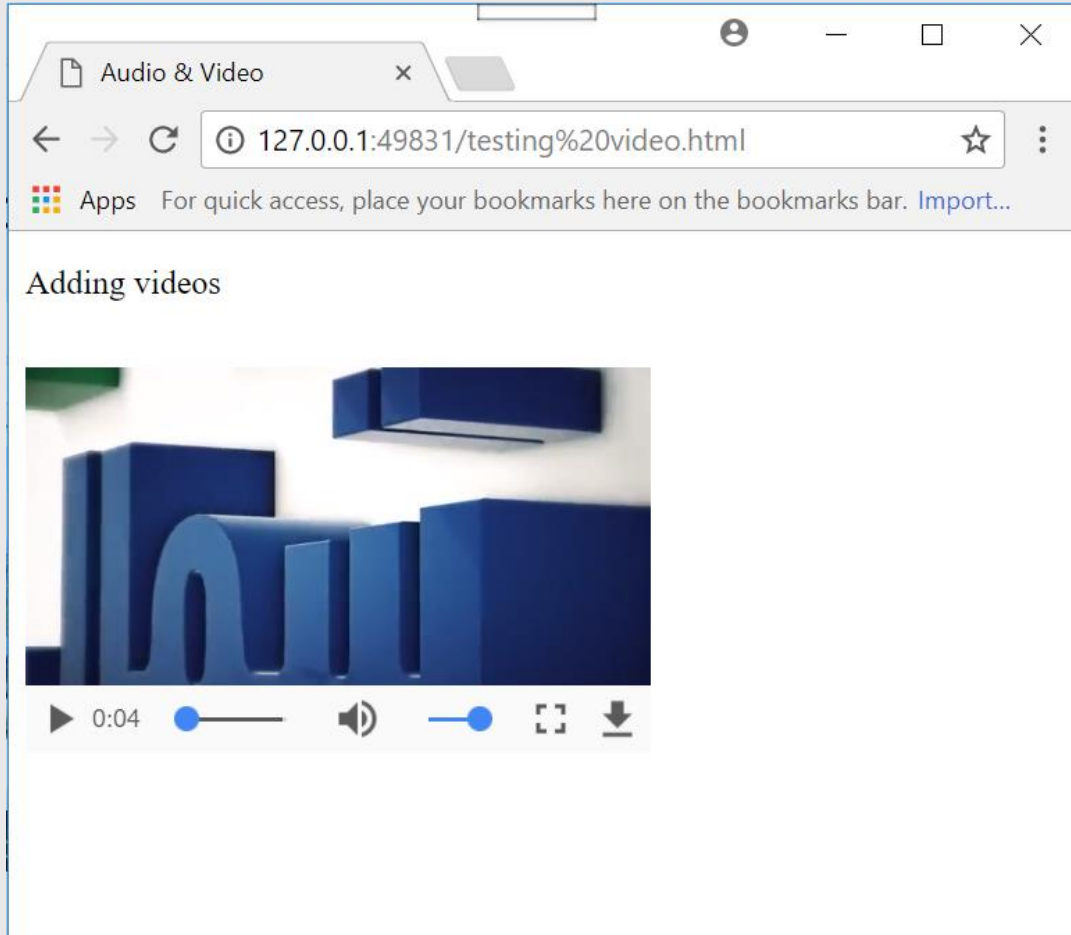 Audio & Video
127.0.0.1:49831/testing%20video.html
Apps For quick access, place your bookmarks here on the bookmarks bar. Import...
Adding videos
0:04